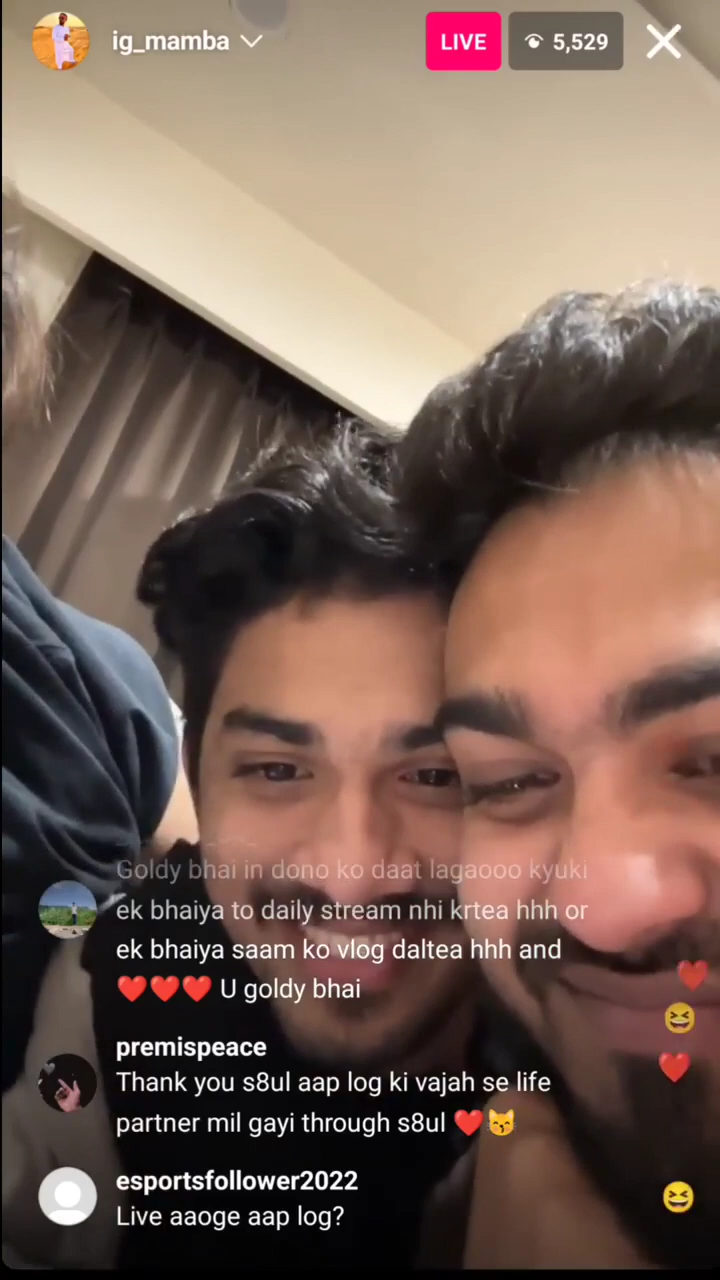 ig_mamba
LIVE
5,529
Goldy bhai in dono ko daat lagaooo kyuki
ek bhaiya to daily stream nhi krtea hhh or
ek bhaiya saam ko vlog daltea hhh and
❤️❤️❤️ U goldy bhai
premispeace
Thank you s8ul aap log ki vajah se life
partner mil gayi through s8ul ❤️😽
esportsfollower2022
Live aaoge aap log?